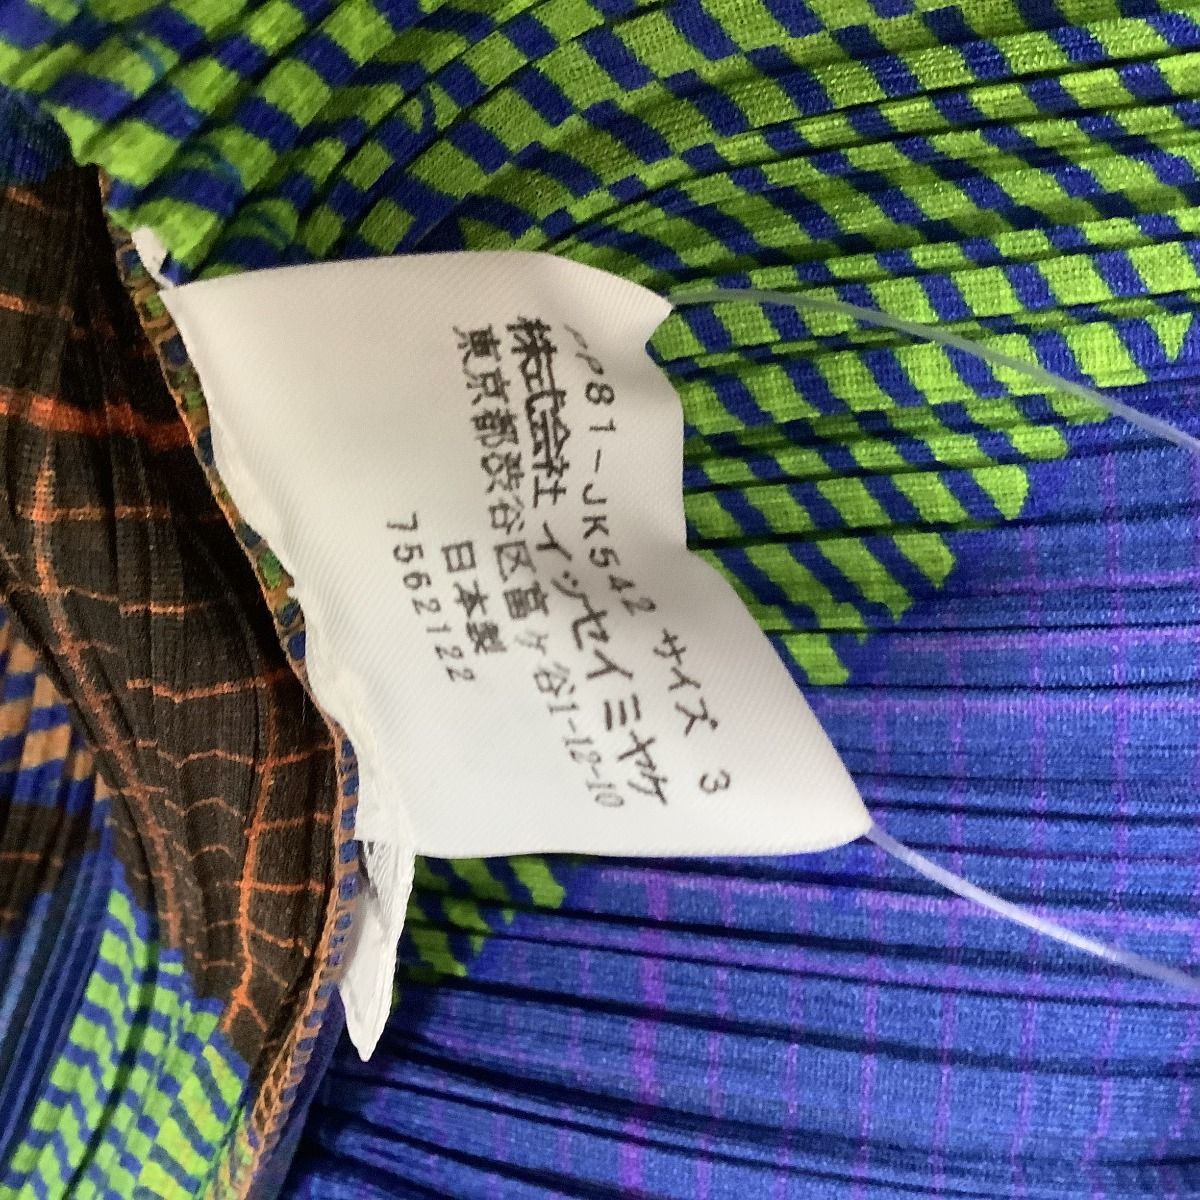 PP81-JK542 サイズ 3
株式会社 イッセイミヤケ
東京都渋谷区富ヶ谷1-12-10
日本製
7562122